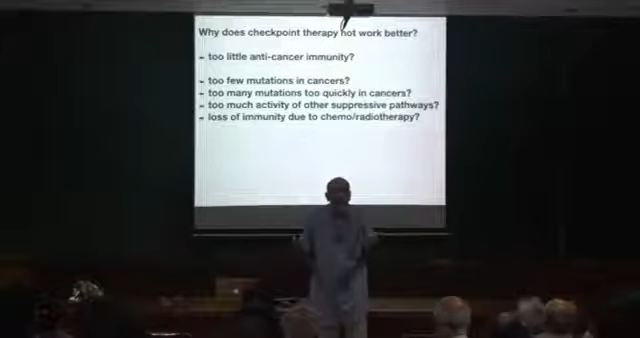 Why does checkpoint therapy not work better?
- too little anti-cancer immunity?
- too few mutations in cancers?
- too many mutations too quickly in cancers?
- too much activity of other suppressive pathways?
- loss of immunity due to chemo/radiotherapy?